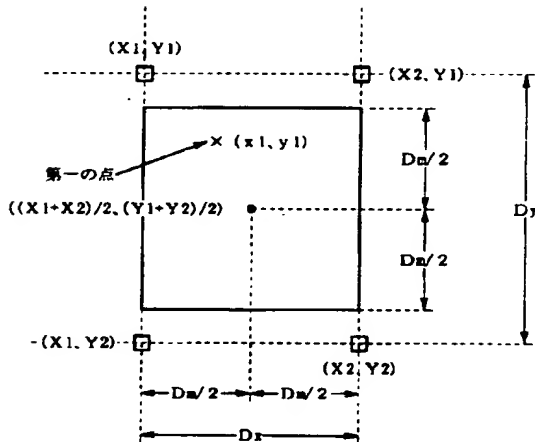 (X1、Y1)
(X2、Y1)
× (x1、y1)
第一の点
((X1+X2)/2、(Y1+Y2)/2)
Dm/2
Dy
Dm/2
(X1、Y2)
(X2、Y2)
Dm/2
Dm/2
Dx